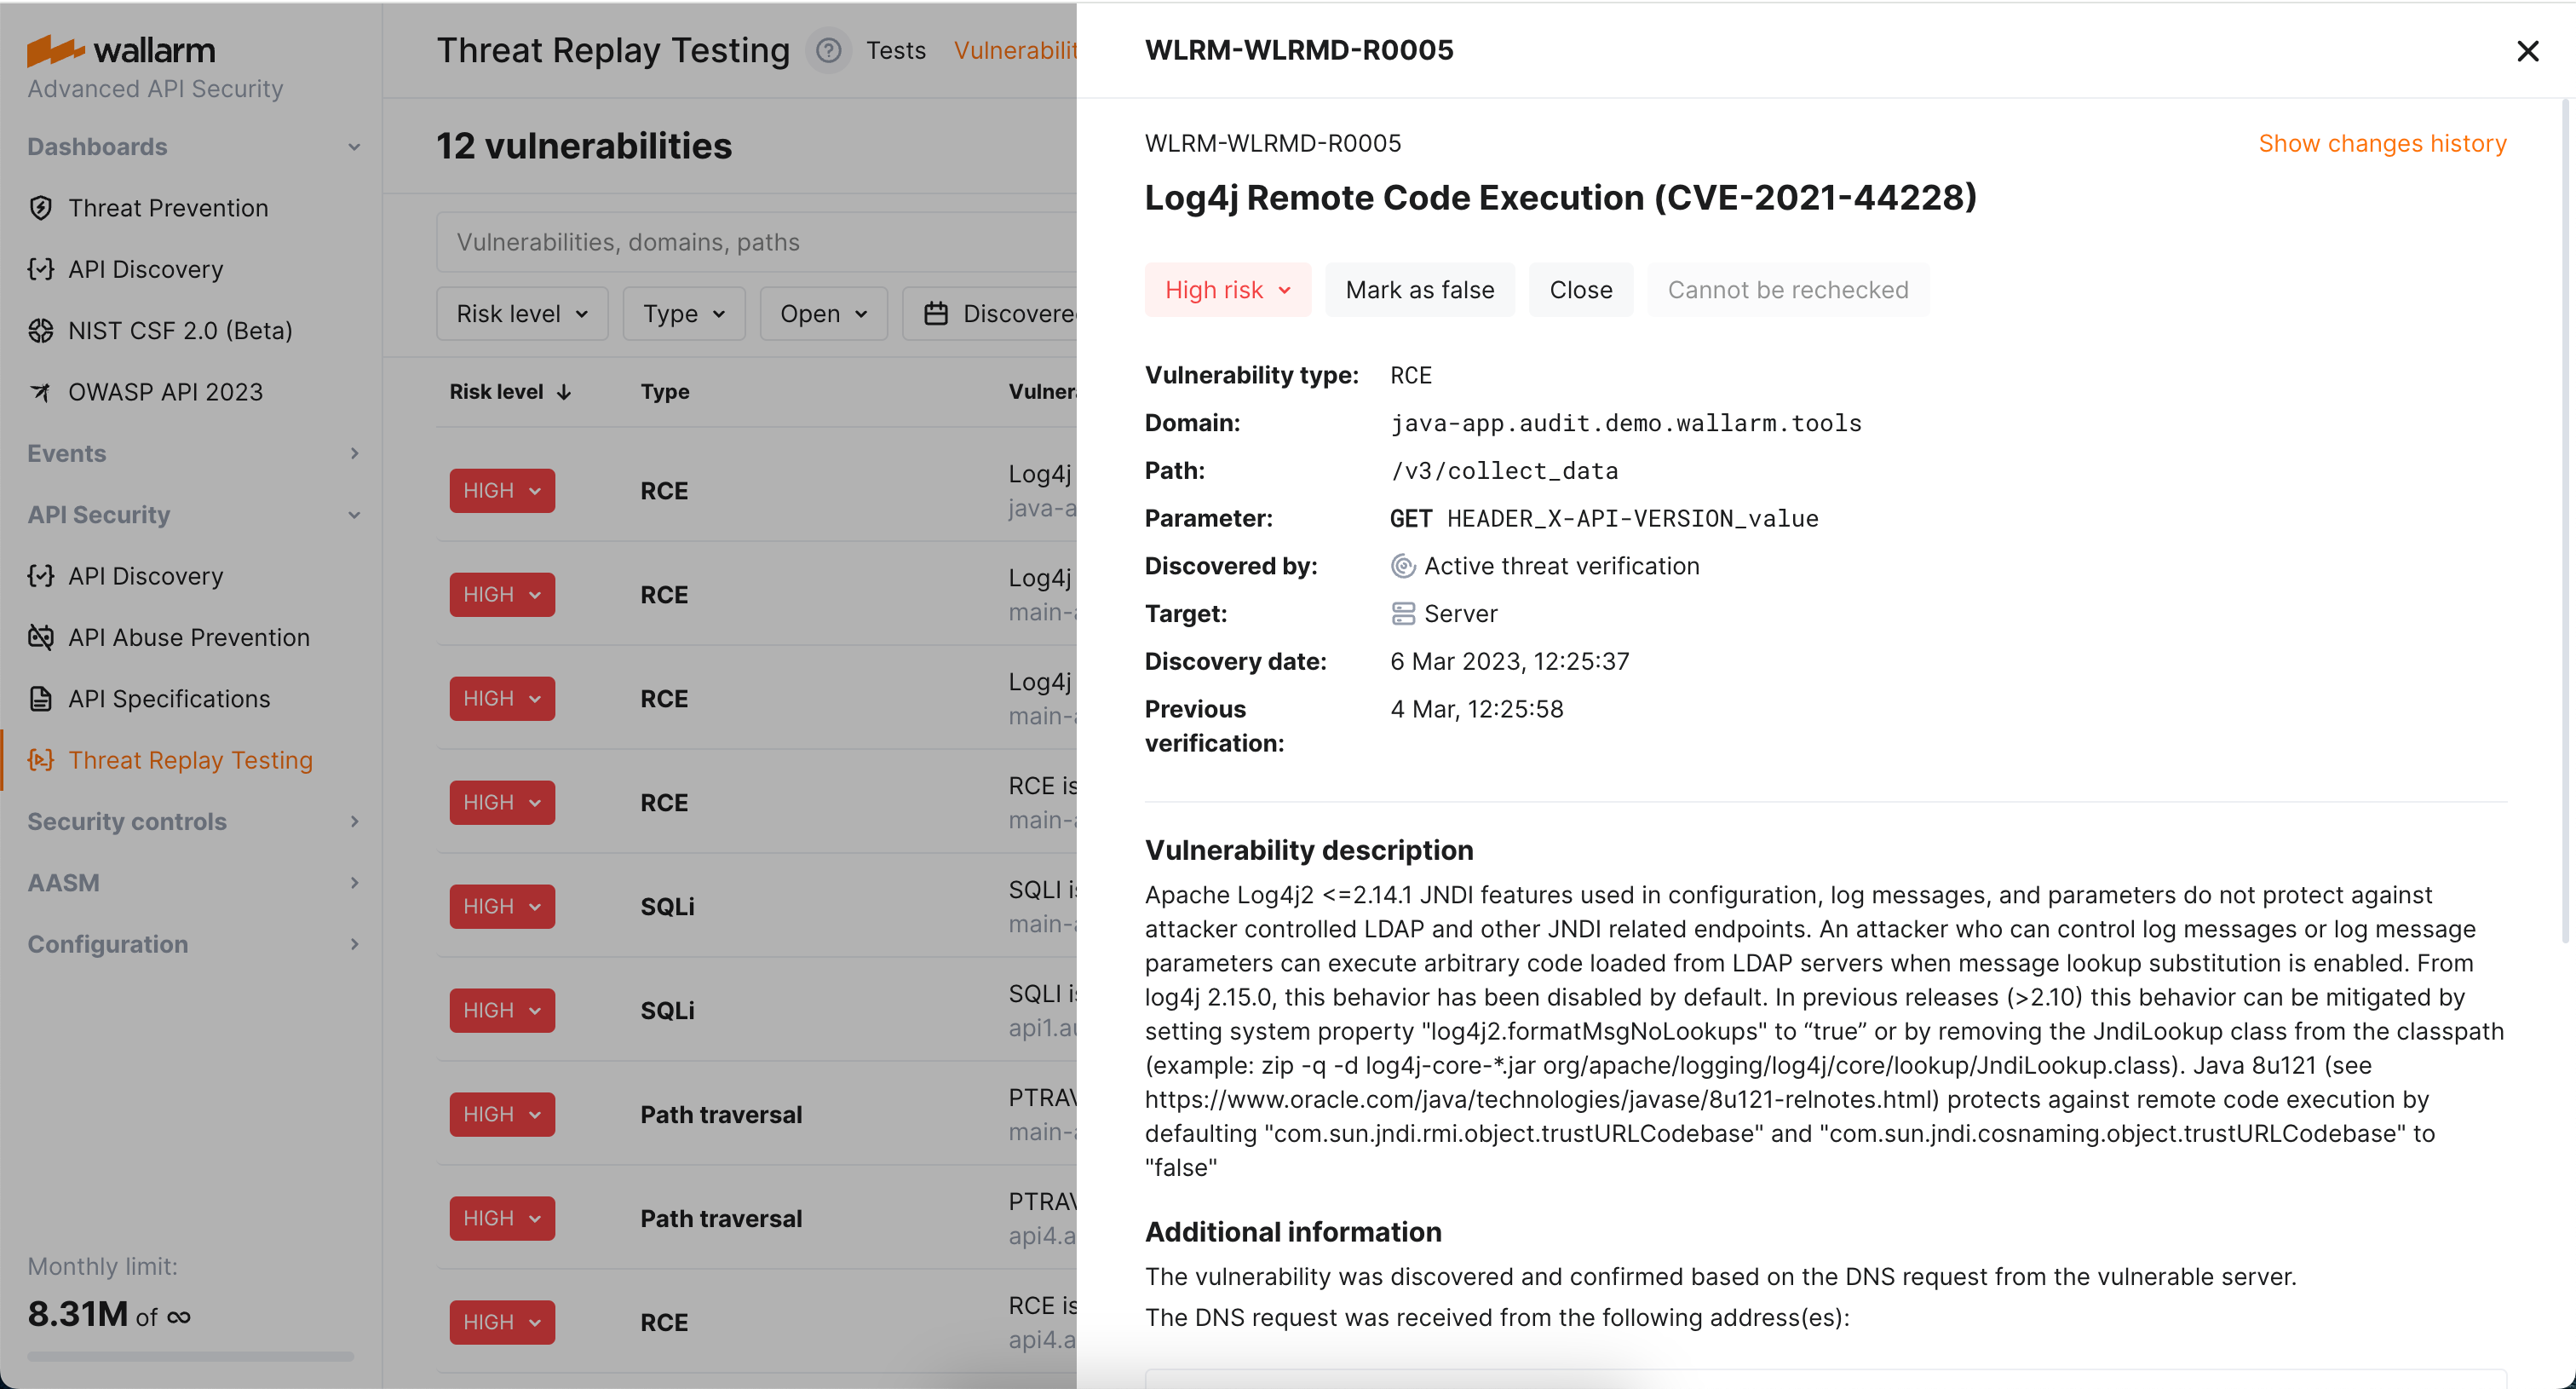 wallarm
Advanced API Security
Dashboards
Threat Prevention
API Discovery
NIST CSF 2.0 (Beta)
OWASP API 2023
Events
API Security
API Discovery
API Abuse Prevention
API Specifications
Threat Replay Testing
Security controls
AASM
Configuration
Monthly limit:
8.31M of ∞
Threat Replay Testing ? Tests Vulnerabilit
12 vulnerabilities
Vulnerabilities, domains, paths
Risk level Type Open Discovered
Risk level ↓ Type Vulner
HIGH RCE Log4j
java-a
HIGH RCE Log4j
main-a
HIGH RCE Log4j
main-a
HIGH RCE RCE is
main-a
HIGH SQLi SQLI is
main-a
HIGH SQLi SQLI is
api1.au
HIGH Path traversal PTRAV
main-a
HIGH Path traversal PTRAV
api4.a
HIGH RCE RCE is
api4.a
WLRM-WLRMD-R0005
WLRM-WLRMD-R0005 Show changes history
Log4j Remote Code Execution (CVE-2021-44228)
High risk Mark as false Close Cannot be rechecked
Vulnerability type: RCE
Domain: java-app.audit.demo.wallarm.tools
Path: /v3/collect_data
Parameter: GET HEADER_X-API-VERSION_value
Discovered by: Active threat verification
Target: Server
Discovery date: 6 Mar 2023, 12:25:37
Previous verification: 4 Mar, 12:25:58
Vulnerability description
Apache Log4j2 <=2.14.1 JNDI features used in configuration, log messages, and parameters do not protect against
attacker controlled LDAP and other JNDI related endpoints. An attacker who can control log messages or log message
parameters can execute arbitrary code loaded from LDAP servers when message lookup substitution is enabled. From
log4j 2.15.0, this behavior has been disabled by default. In previous releases (>2.10) this behavior can be mitigated by
setting system property "log4j2.formatMsgNoLookups" to “true” or by removing the JndiLookup class from the classpath
(example: zip -q -d log4j-core-*.jar org/apache/logging/log4j/core/lookup/JndiLookup.class). Java 8u121 (see
https://www.oracle.com/java/technologies/javase/8u121-relnotes.html) protects against remote code execution by
defaulting "com.sun.jndi.rmi.object.trustURLCodebase" and "com.sun.jndi.cosnaming.object.trustURLCodebase" to
"false"
Additional information
The vulnerability was discovered and confirmed based on the DNS request from the vulnerable server.
The DNS request was received from the following address(es):